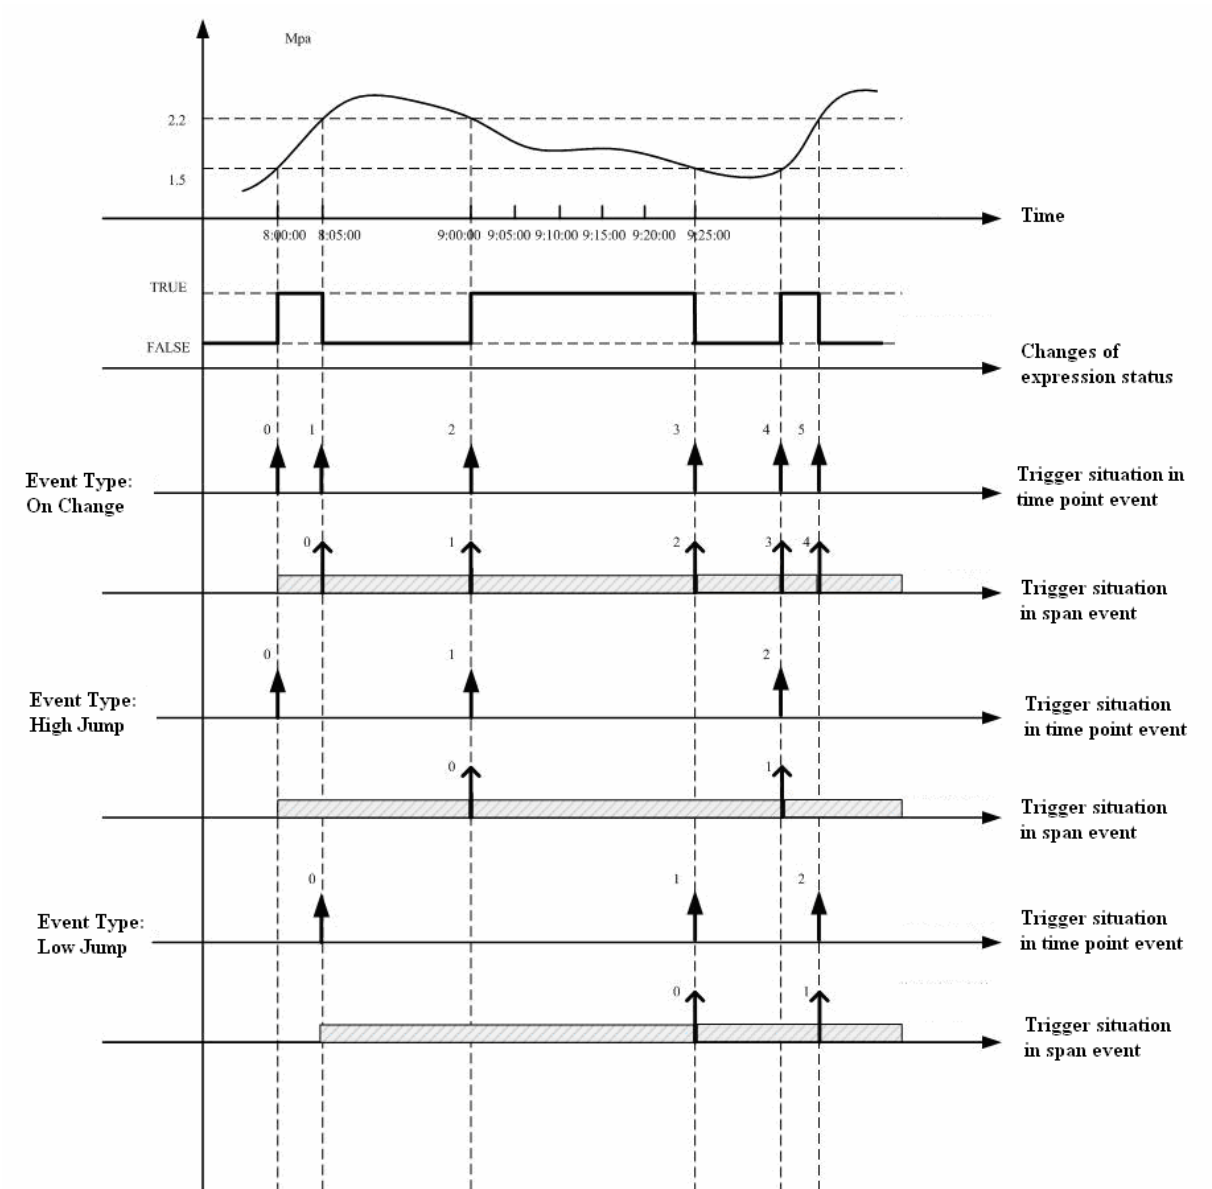 Mpa
2.2
1.5
Time
8:00:00 8:05:00 9:00:00 9:05:00 9:10:00 9:15:00 9:20:00 9:25:00
TRUE
FALSE
Changes of
expression status
0 1 2 3 4 5
Event Type:
On Change
Trigger situation in
time point event
0 1 2 3 4
Trigger situation
in span event
0 1 2
Event Type:
High Jump
Trigger situation
in time point event
0 1
Trigger situation
in span event
0 1 2
Event Type:
Low Jump
Trigger situation
in time point event
0 1
Trigger situation
in span event